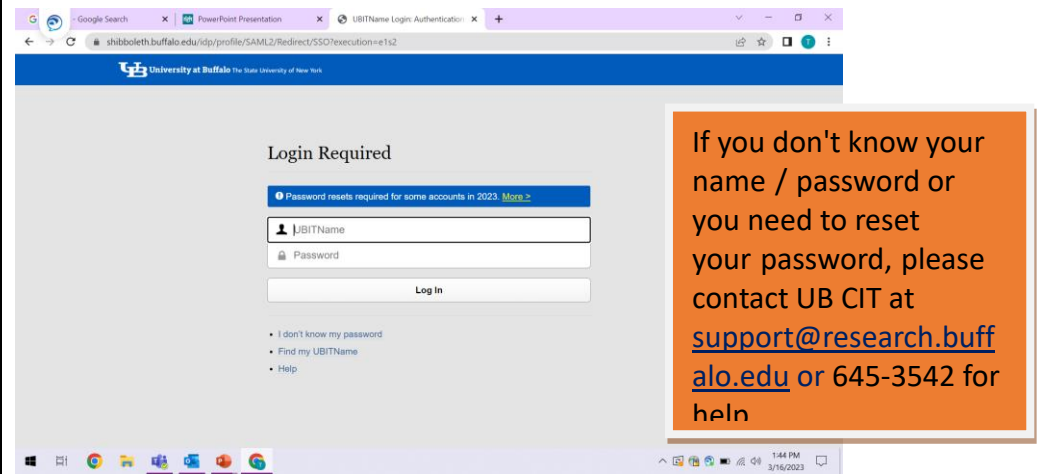 G - Google Search
PowerPoint Presentation
UBITName Login: Authentication
shibboleth.buffalo.edu/idp/profile/SAML2/Redirect/SSO?execution=e1s2
T
UB University at Buffalo The State University of New York
Login Required
Password resets required for some accounts in 2023. More >
UBITName
Password
Log In
• I don't know my password
• Find my UBITName
• Help
If you don't know your
name / password or
you need to reset
your password, please
contact UB CIT at
support@research.buff
alo.edu or 645-3542 for
help
1:44 PM
3/16/2023